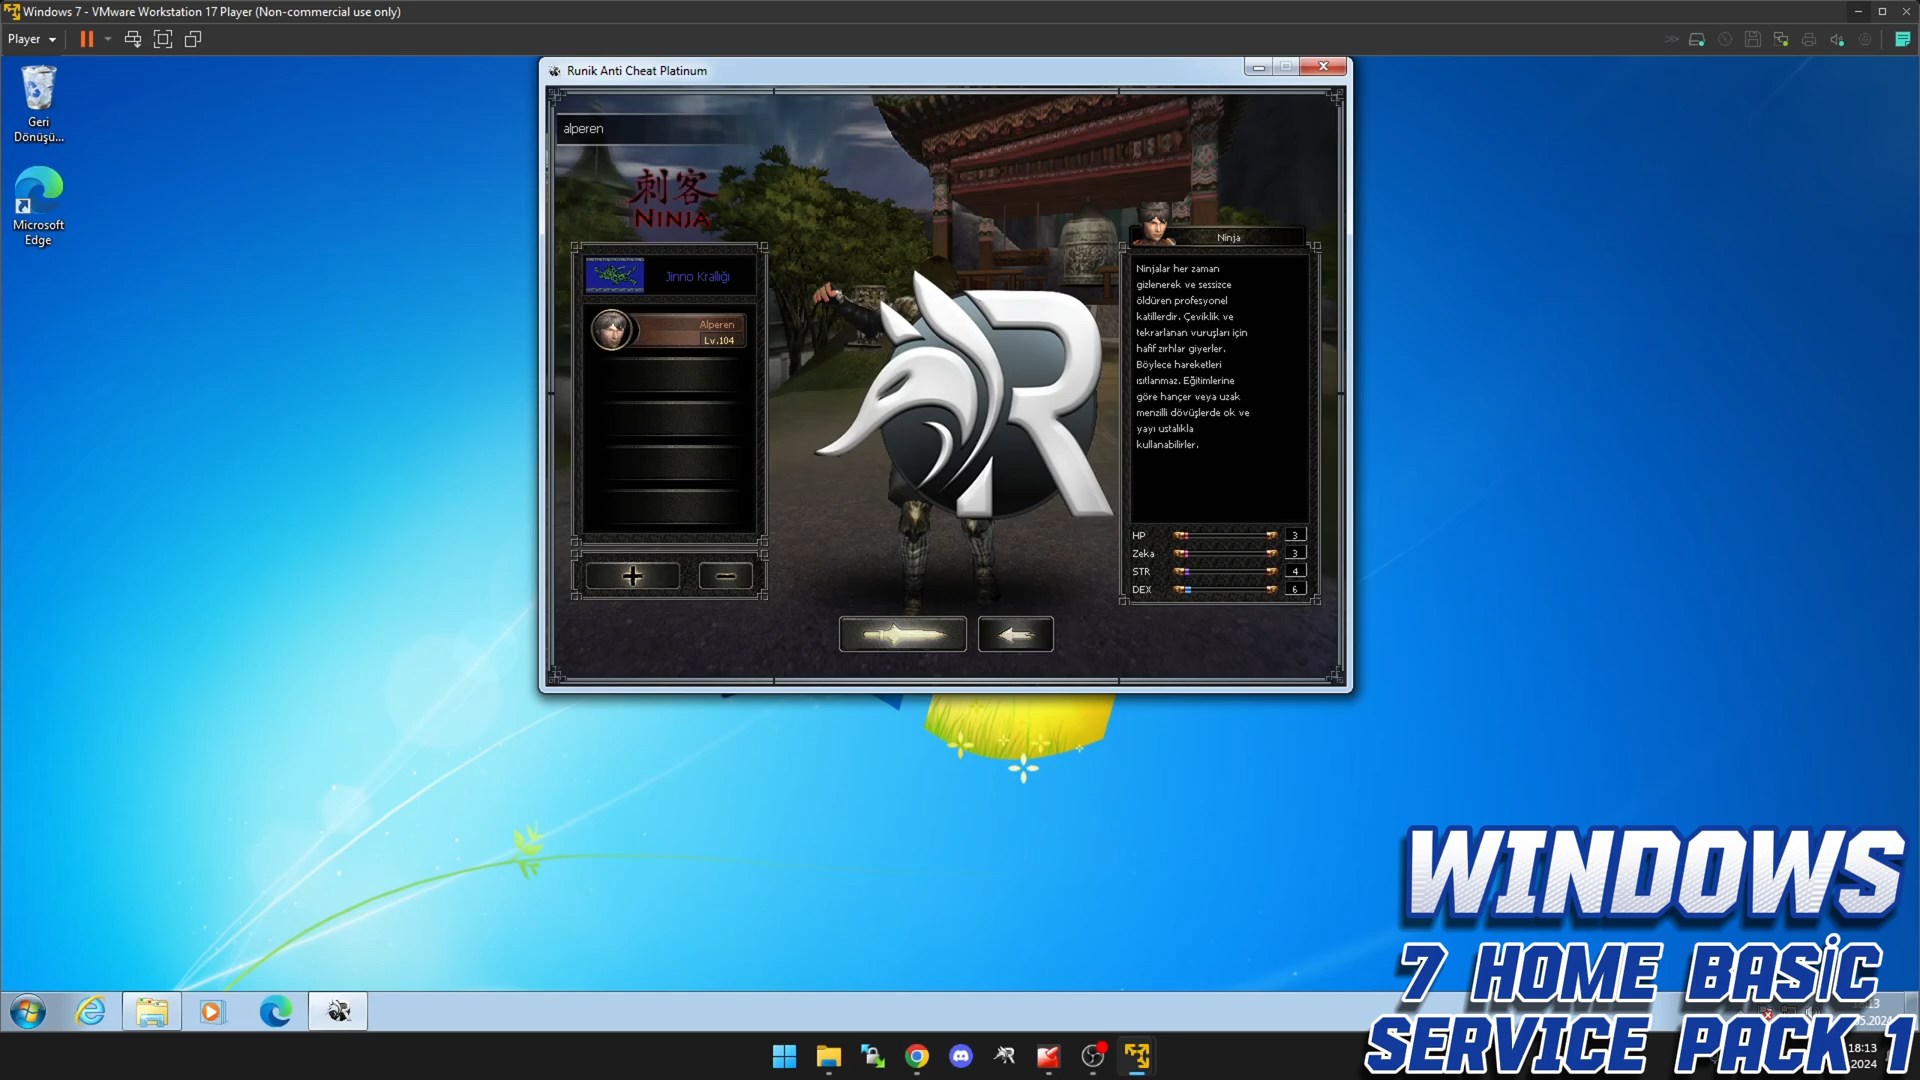 Windows 7 - VMware Workstation 17 Player (Non-commercial use only)
Player
Geri
Dönüşü...
Microsoft
Edge
Runik Anti Cheat Platinum
alperen
刺客
NINJA
Jinno Krallığı
Alperen
Lv.104
Ninja
Ninjalar her zaman
gizlenerek ve sessizce
öldüren profesyonel
katillerdir. Çeviklik ve
tekrarlanan vuruşları için
hafif zırhlar giyerler.
Böylece hareketleri
ısıtlanmaz. Eğitimlerine
göre hançer veya uzak
menzilli dövüşlerde ok ve
yayı ustalıkla
kullanabilirler.
HP 3
Zeka 3
STR 4
DEX 6
R
WINDOWS
7 HOME BASİC
SERVICE PACK 1
18:13
2024